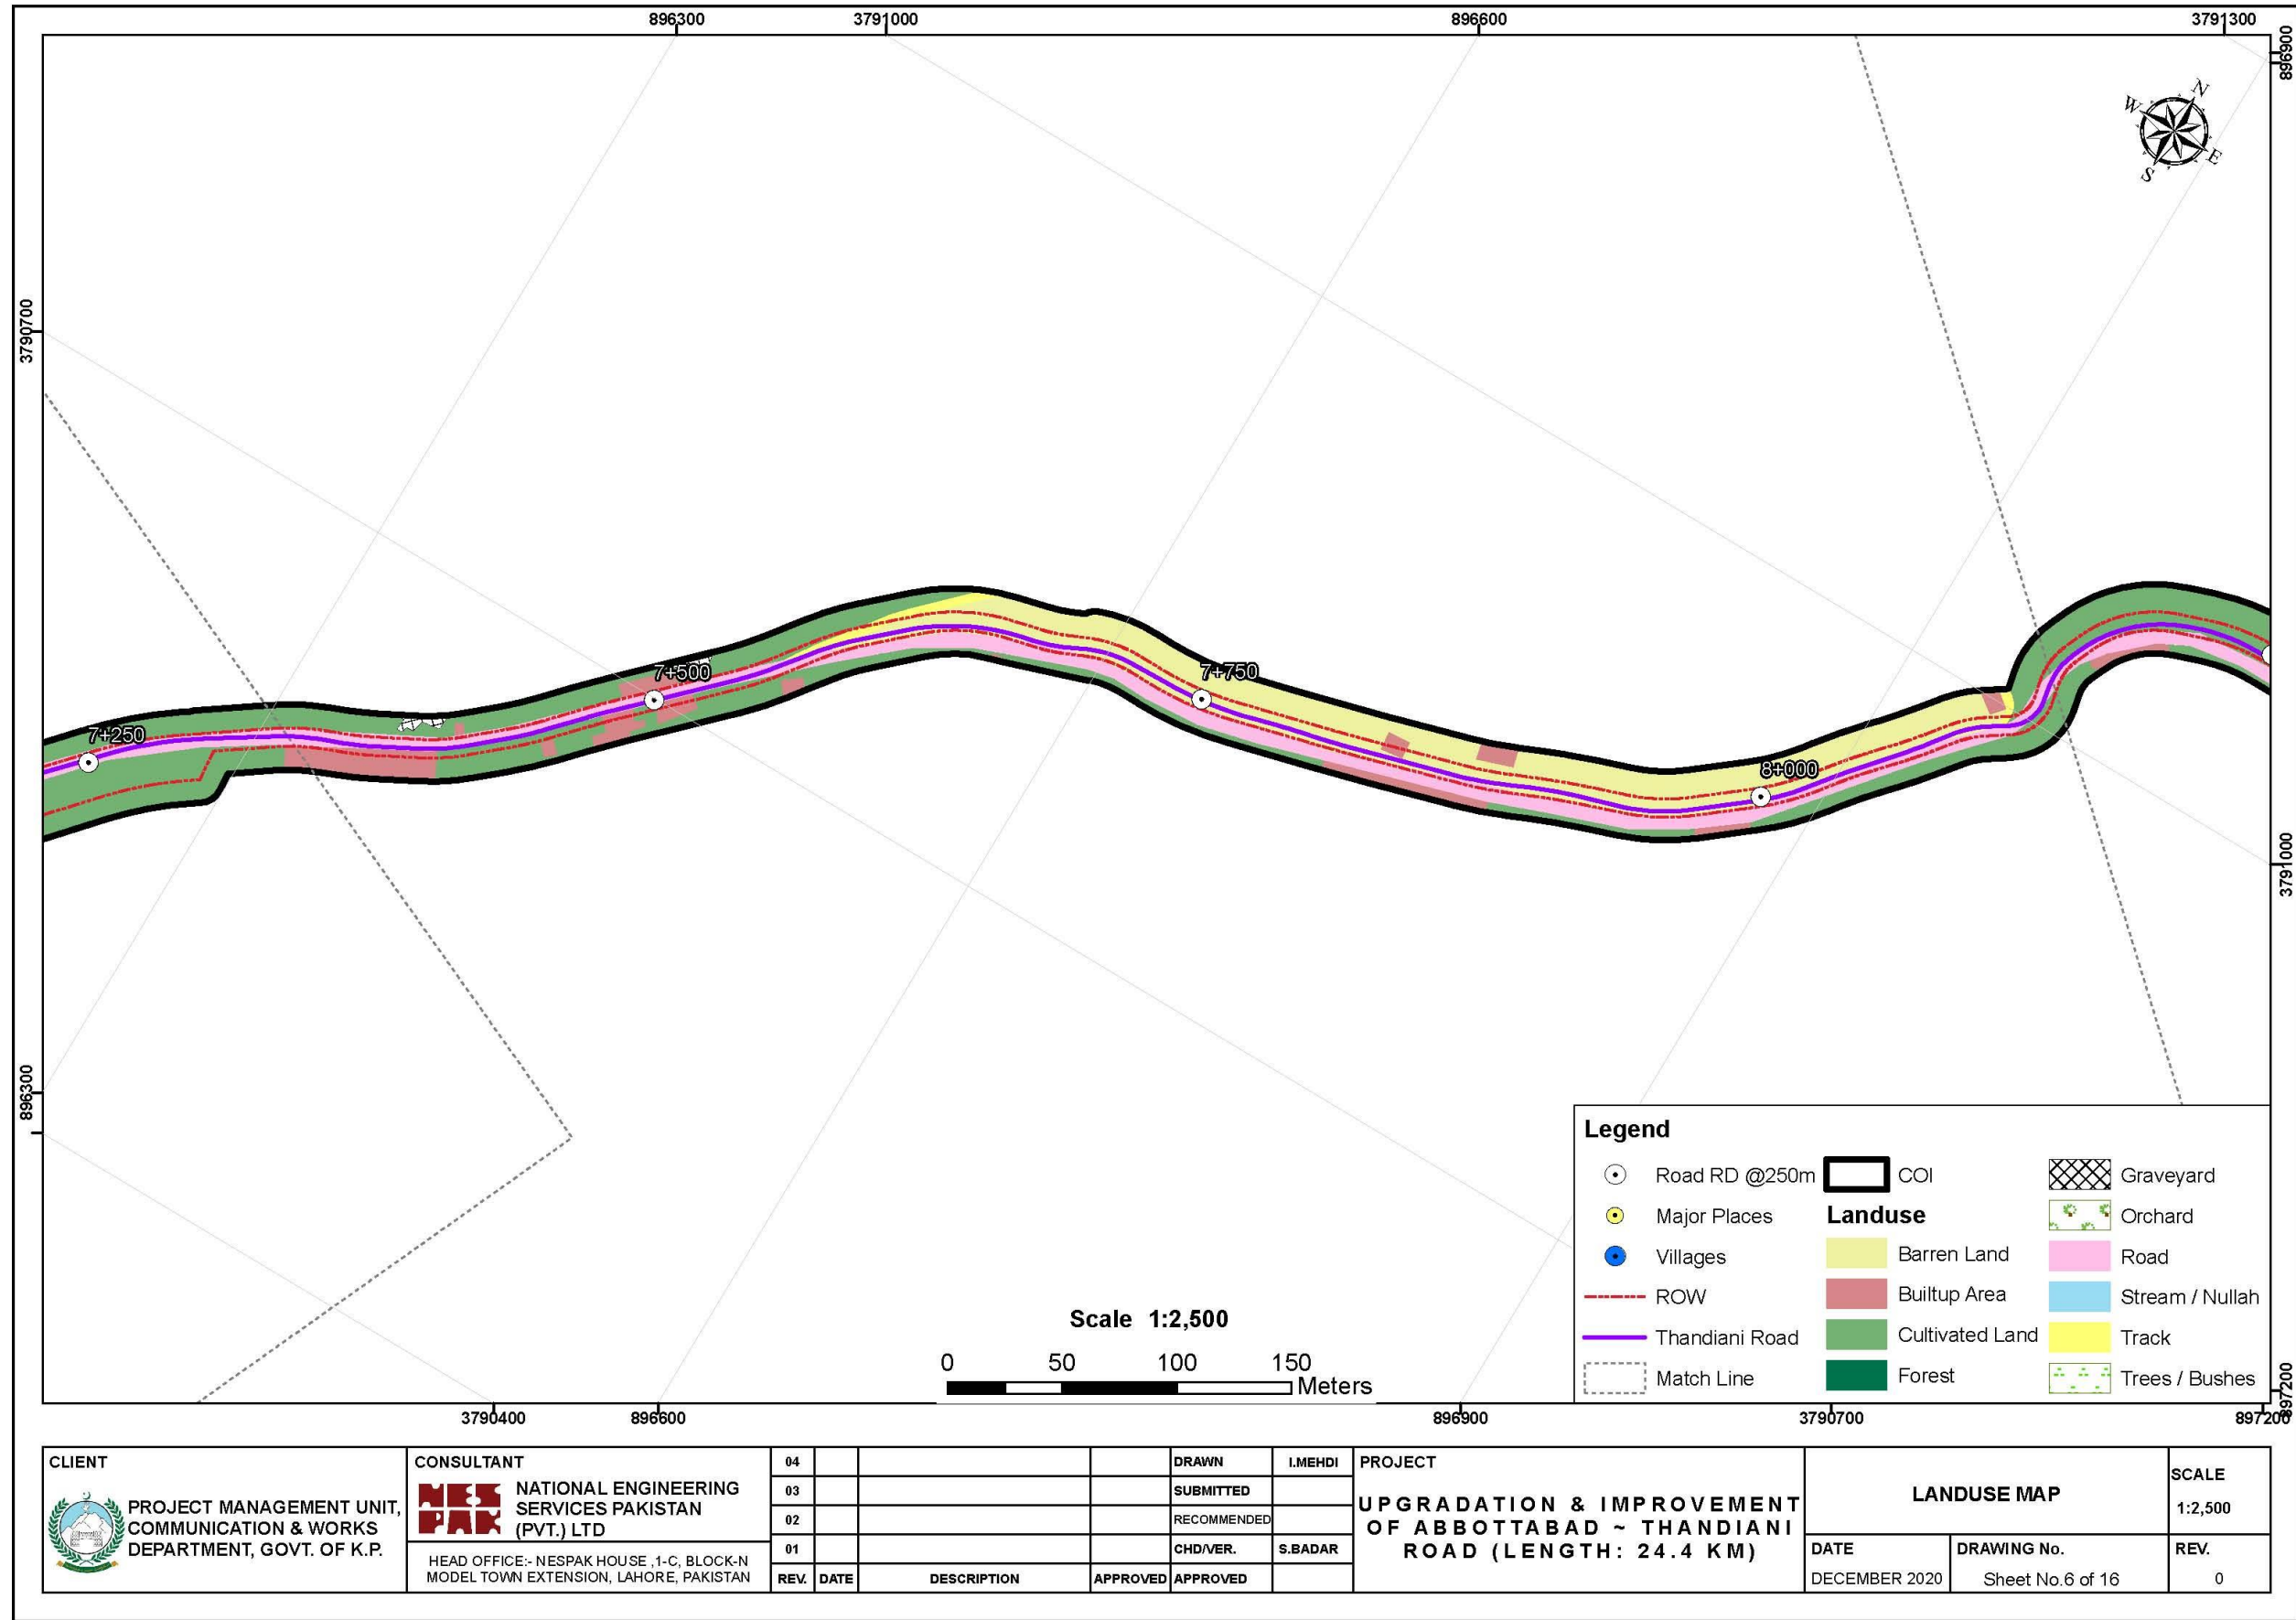 896300
3791000
896600
3791300
896900
N
W
E
S
3790700
7+500
7+750
7+250
8+000
3791000
896300
Legend
Road RD @250m
Major Places
Villages
ROW
Thandiani Road
Match Line
COI
Landuse
Barren Land
Builtup Area
Cultivated Land
Forest
Graveyard
Orchard
Road
Stream / Nullah
Track
Trees / Bushes
Scale 1:2,500
0 50 100 150
Meters
3790400
896600
896900
3790700
897200
897200
CLIENT
PROJECT MANAGEMENT UNIT,
COMMUNICATION & WORKS
DEPARTMENT, GOVT. OF K.P.
CONSULTANT
NES
PAK
NATIONAL ENGINEERING
SERVICES PAKISTAN
(PVT.) LTD
HEAD OFFICE:- NESPAK HOUSE ,1-C, BLOCK-N
MODEL TOWN EXTENSION, LAHORE, PAKISTAN
04 DRAWN I.MEHDI
03 SUBMITTED
02 RECOMMENDED
01 CHD/VER. S.BADAR
REV. DATE DESCRIPTION APPROVED APPROVED
PROJECT
UPGRADATION & IMPROVEMENT
OF ABBOTTABAD ~ THANDIANI
ROAD (LENGTH: 24.4 KM)
LANDUSE MAP
SCALE
1:2,500
DATE
DECEMBER 2020
DRAWING No.
Sheet No.6 of 16
REV.
0